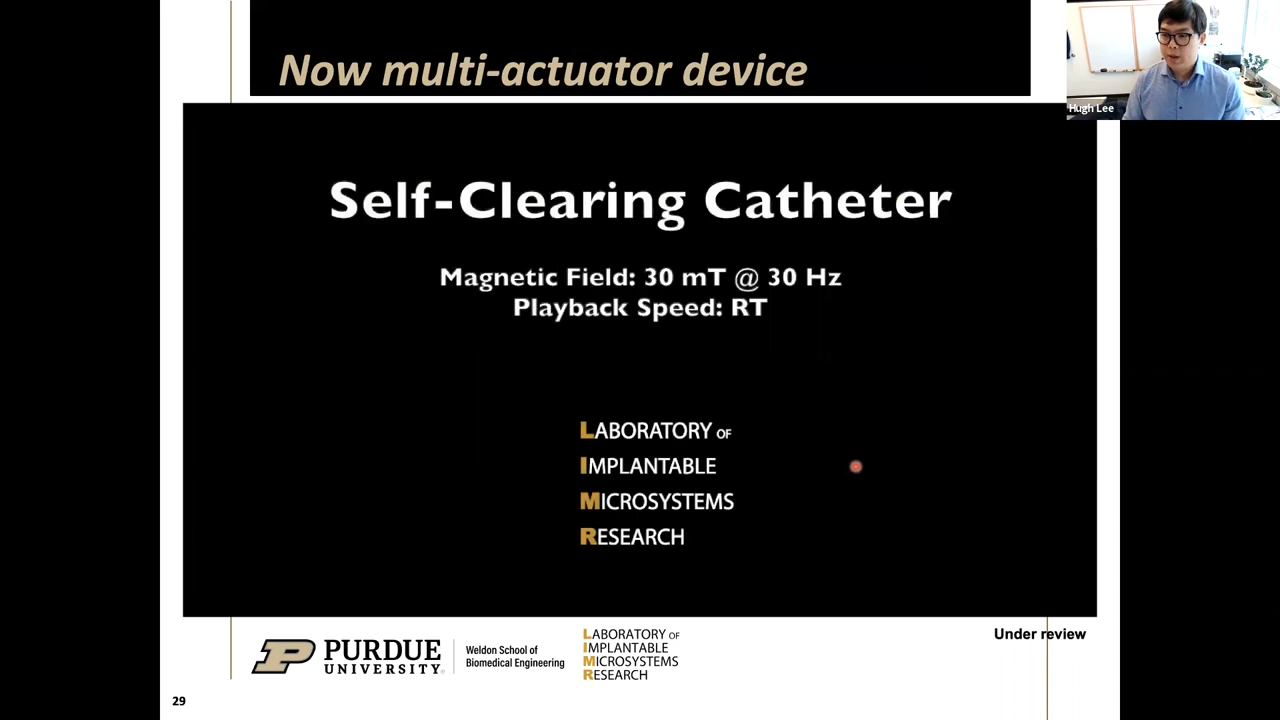 Now multi-actuator device
Hugh Lee
Self-Clearing Catheter
Magnetic Field: 30 mT @ 30 Hz
Playback Speed: RT
LABORATORY OF
IMPLANTABLE
MICROSYSTEMS
RESEARCH
Under review
PURDUE
UNIVERSITY
Weldon School of
Biomedical Engineering
LABORATORY OF
IMPLANTABLE
MICROSYSTEMS
RESEARCH
29